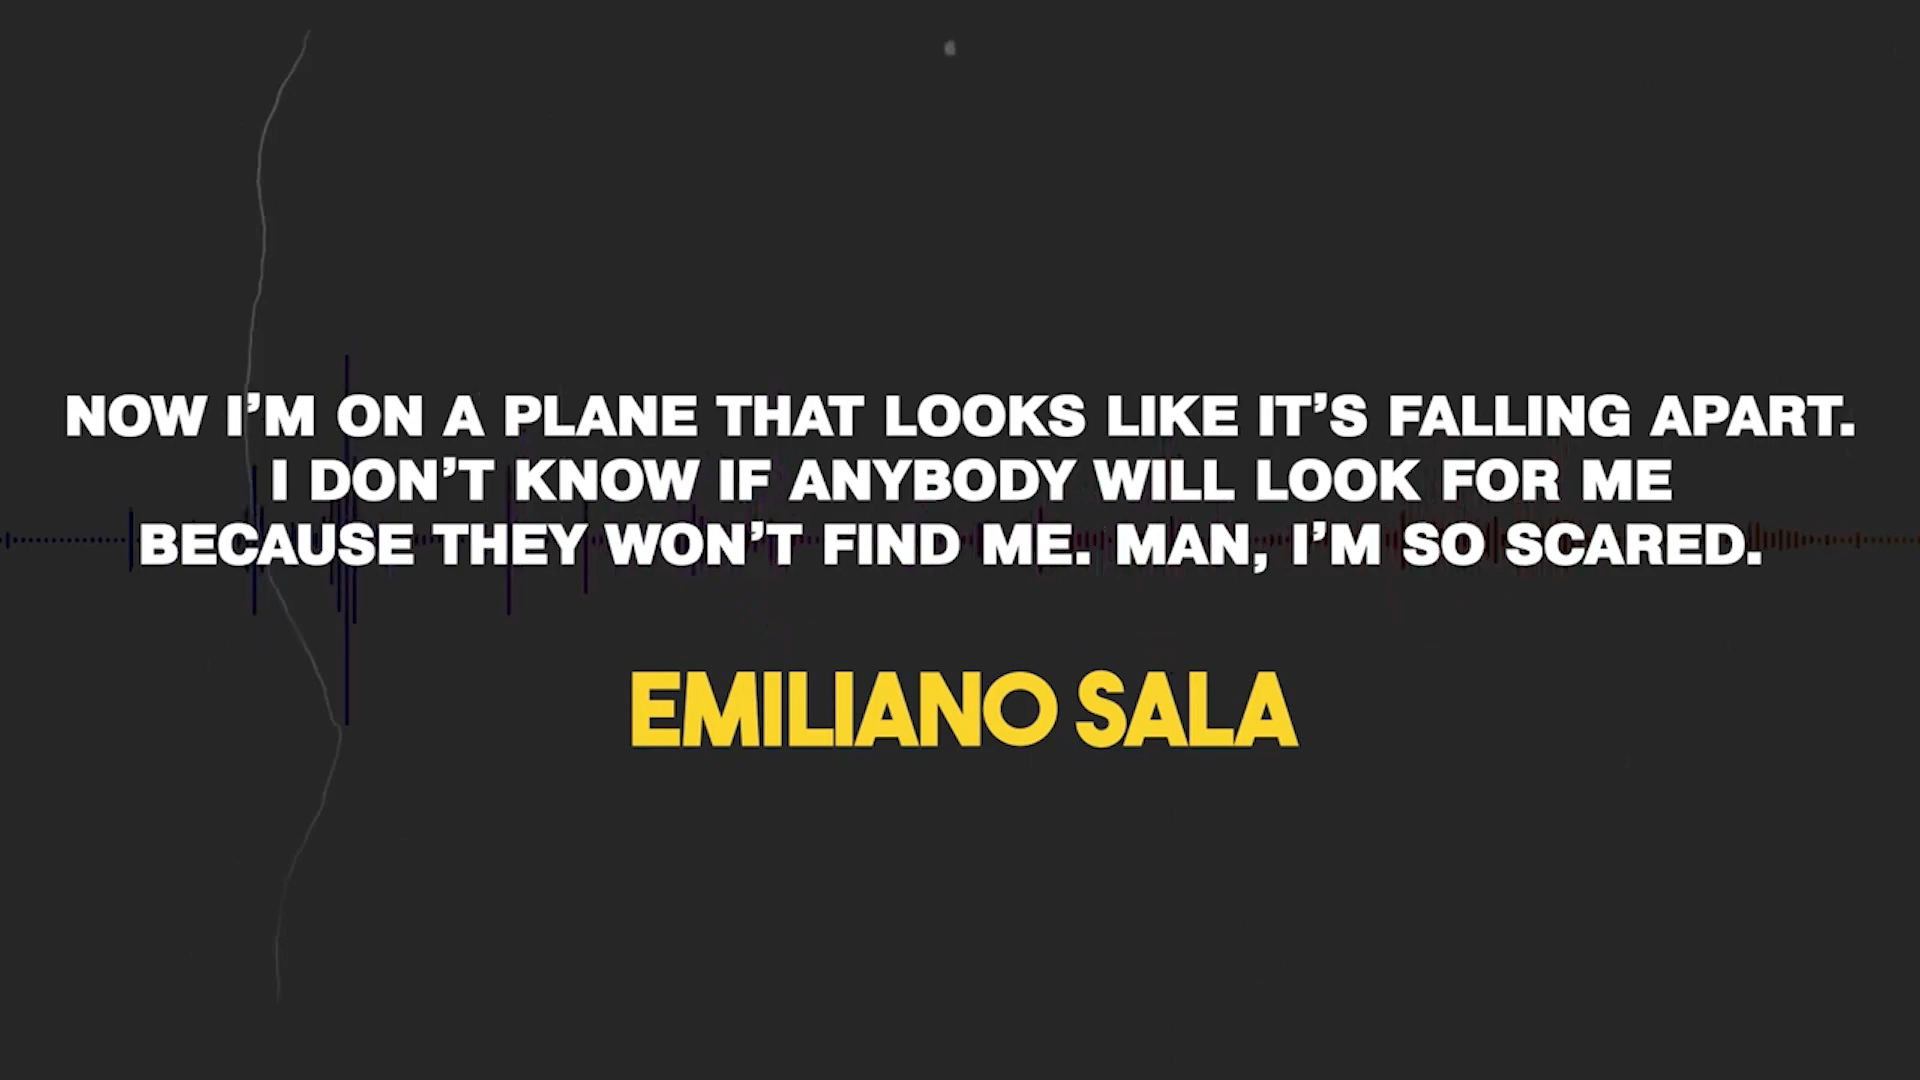 NOW I'M ON A PLANE THAT LOOKS LIKE IT'S FALLING APART.
I DON'T KNOW IF ANYBODY WILL LOOK FOR ME
BECAUSE THEY WON'T FIND ME. MAN, I'M SO SCARED.
EMILIANO SALA